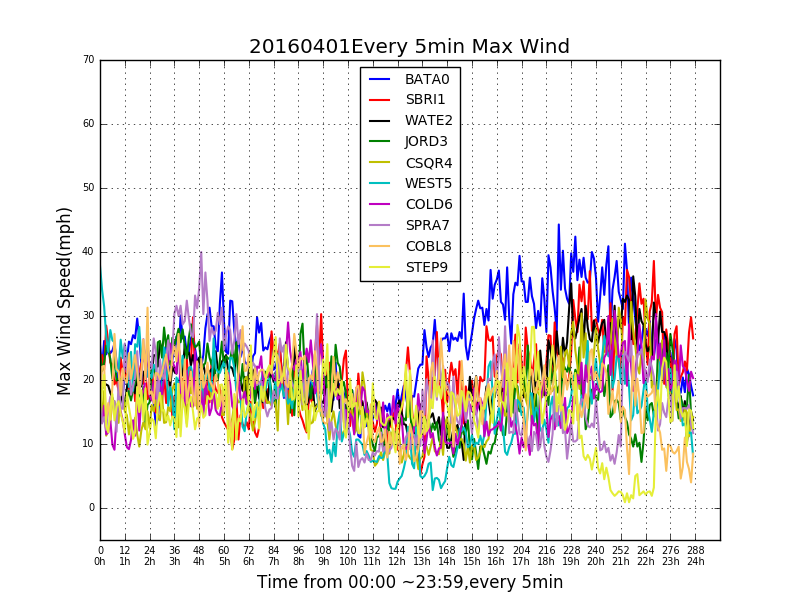 20160401Every 5min Max Wind
70
60
50
40
30
20
10
0
Max Wind Speed(mph)
BATA0
SBRI1
WATE2
JORD3
CSQR4
WEST5
COLD6
SPRA7
COBL8
STEP9
0 12 24 36 48 60 72 84 96 108 120 132 144 156 168 180 192 204 216 228 240 252 264 276 288
0h 1h 2h 3h 4h 5h 6h 7h 8h 9h 10h 11h 12h 13h 14h 15h 16h 17h 18h 19h 20h 21h 22h 23h 24h
Time from 00:00 ~23:59,every 5min